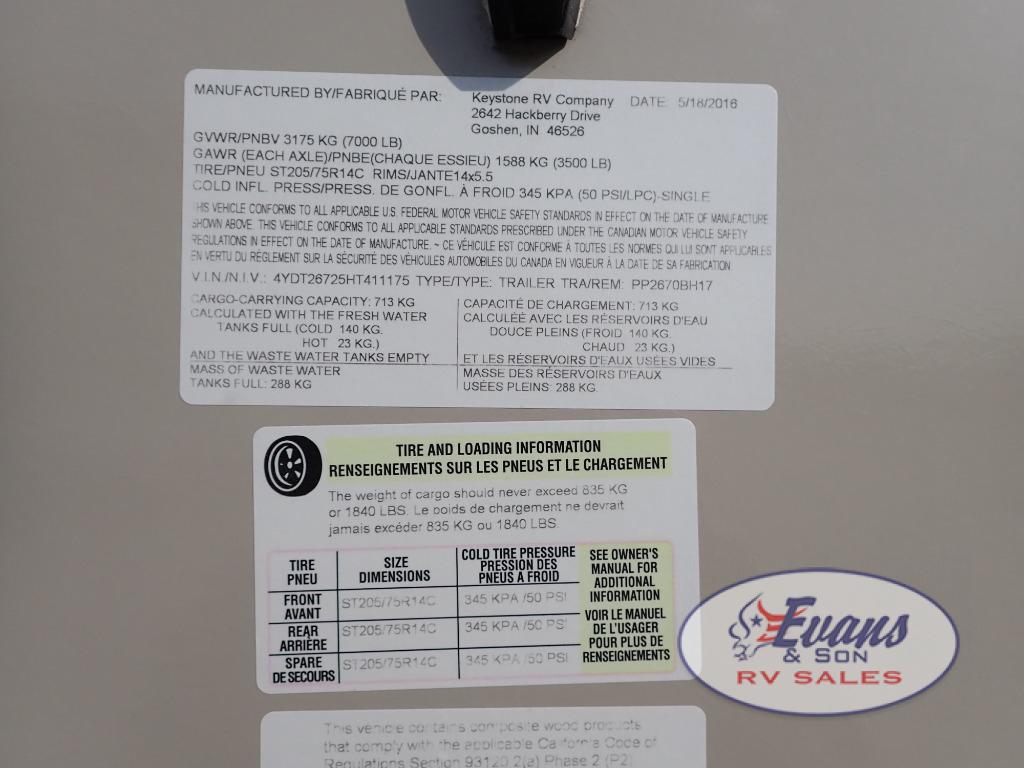 MANUFACTURED BY/FABRIQUÉ PAR: Keystone RV Company DATE: 5/18/2016
2642 Hackberry Drive
Goshen, IN 46526
GVWR/PNBV 3175 KG (7000 LB)
GAWR (EACH AXLE)/PNBE(CHAQUE ESSIEU) 1588 KG (3500 LB)
TIRE/PNEU ST205/75R14C RIMS/JANTE14x5.5
COLD INFL. PRESS/PRESS. DE GONFL. À FROID 345 KPA (50 PSI/LPC)-SINGLE
THIS VEHICLE CONFORMS TO ALL APPLICABLE U.S. FEDERAL MOTOR VEHICLE SAFETY STANDARDS IN EFFECT ON THE DATE OF MANUFACTURE
SHOWN ABOVE. THIS VEHICLE CONFORMS TO ALL APPLICABLE STANDARDS PRESCRIBED UNDER THE CANADIAN MOTOR VEHICLE SAFETY
REGULATIONS IN EFFECT ON THE DATE OF MANUFACTURE. ~ CE VÉHICULE EST CONFORME À TOUTES LES NORMES QUI LUI SONT APPLICABLES
EN VERTU DU RÉGLEMENT SUR LA SÉCURITÉ DES VÉHICULES AUTOMOBILES DU CANADA EN VIGUEUR À LA DATE DE SA FABRICATION.
V.I.N./N.I.V.: 4YDT26725HT411175 TYPE/TYPE: TRAILER TRA/REM: PP2670BH17
CARGO-CARRYING CAPACITY: 713 KG
CALCULATED WITH THE FRESH WATER
TANKS FULL (COLD 140 KG.
HOT 23 KG.)
AND THE WASTE WATER TANKS EMPTY
MASS OF WASTE WATER
TANKS FULL: 288 KG
CAPACITÉ DE CHARGEMENT: 713 KG
CALCULÉE AVEC LES RÉSERVOIRS D'EAU
DOUCE PLEINS (FROID 140 KG.
CHAUD 23 KG.)
ET LES RÉSERVOIRS D'EAUX USÉES VIDES
MASSE DES RÉSERVOIRS D'EAUX
USÉES PLEINS: 288 KG.
TIRE AND LOADING INFORMATION
RENSEIGNEMENTS SUR LES PNEUS ET LE CHARGEMENT
The weight of cargo should never exceed 835 KG
or 1840 LBS. Le poids de chargement ne devrait
jamais excéder 835 KG ou 1840 LBS.
TIRE
PNEU
SIZE
DIMENSIONS
COLD TIRE PRESSURE
PRESSION DES
PNEUS A FROID
FRONT
AVANT
ST205/75R14C
345 KPA /50 PSI
REAR
ARRIÈRE
ST205/75R14C
345 KPA /50 PSI
SPARE
DE SECOURS
ST205/75R14C
345 KPA /50 PSI
SEE OWNER'S
MANUAL FOR
ADDITIONAL
INFORMATION
VOIR LE MANUEL
DE L'USAGER
POUR PLUS DE
RENSEIGNEMENTS
This vehicle contains composite wood products
that comply with the applicable California Code of
Regulations Section 93120.2(a) Phase 2 (P2)
Evans
& SON
RV SALES